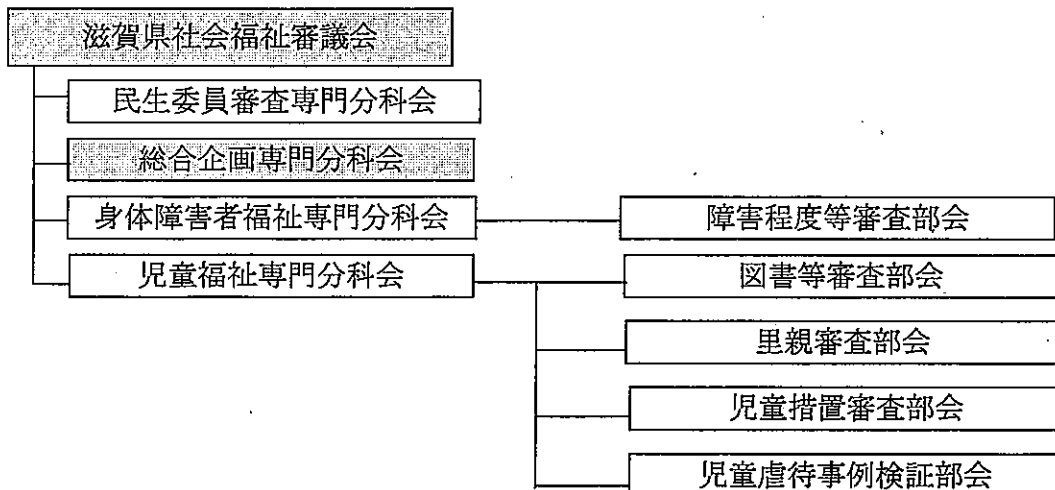 滋賀県社会福祉審議会
民生委員審査専門分科会
総合企画専門分科会
身体障害者福祉専門分科会
障害程度等審査部会
児童福祉専門分科会
図書等審査部会
里親審査部会
児童措置審査部会
児童虐待事例検証部会